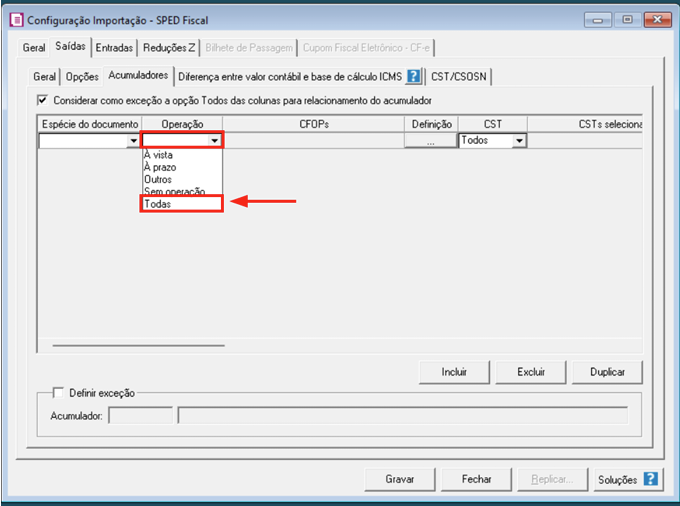 Configuração Importação - SPED Fiscal
Geral Saídas Entradas Reduções Z Bilhete de Passagem Cupom Fiscal Eletrônico - CF-e
Geral Opções Acumuladores Diferença entre valor contábil e base de cálculo ICMS ? CST/CSOSN
Considerar como exceção a opção Todos das colunas para relacionamento do acumulador
Espécie do documento Operação CFOPs Definição CST CSTs seleciona
... Todos
À vista
À prazo
Outros
Sem operação
Todas
Incluir Excluir Duplicar
Definir exceção
Acumulador:
Gravar Fechar Replicar... Soluções ?